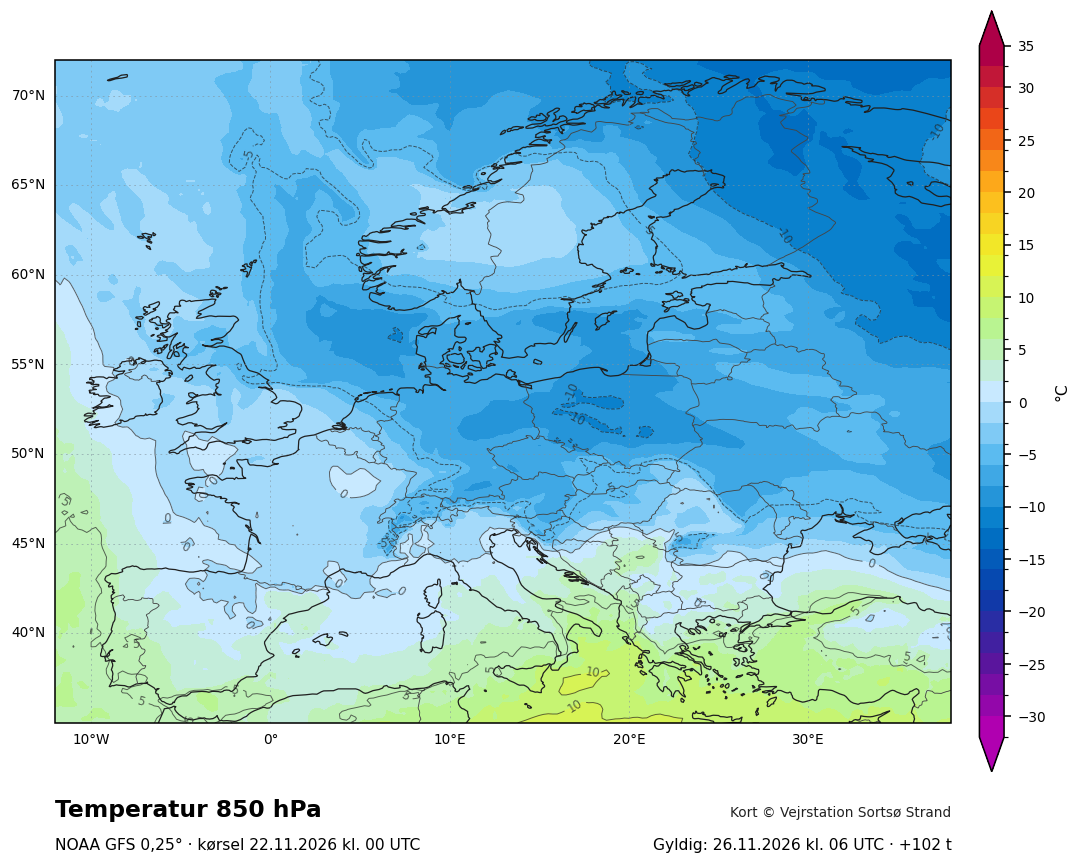 70°N
65°N
60°N
55°N
50°N
45°N
40°N
10°W
0°
10°E
20°E
30°E
35
30
25
20
15
10
5
0
−5
−10
−15
−20
−25
−30
°C
Temperatur 850 hPa
Kort © Vejrstation Sortsø Strand
NOAA GFS 0,25° · kørsel 22.11.2026 kl. 00 UTC
Gyldig: 26.11.2026 kl. 06 UTC · +102 t